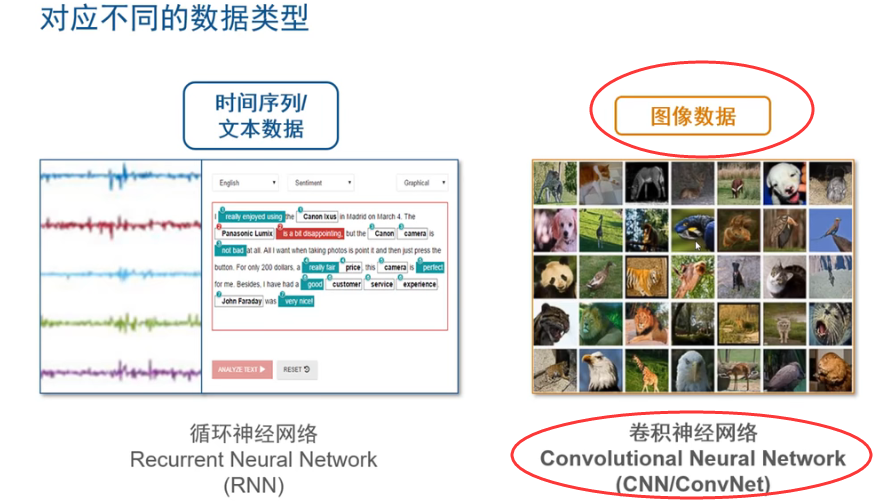 对应不同的数据类型
时间序列/
文本数据
图像数据
English
Sentiment
Graphical
I really enjoyed using the Canon Ixus in Madrid on March 4. The
Panasonic Lumix is a bit disappointing, but the Canon camera is
not bad at all. All I want when taking photos is point it and then just press the
button. For only 200 dollars, a really fair price, this camera is perfect
for me. Besides, I have had a good customer service experience,
John Faraday was very nice!
ANALYZE TEXT
RESET
循环神经网络
Recurrent Neural Network
(RNN)
卷积神经网络
Convolutional Neural Network
(CNN/ConvNet)